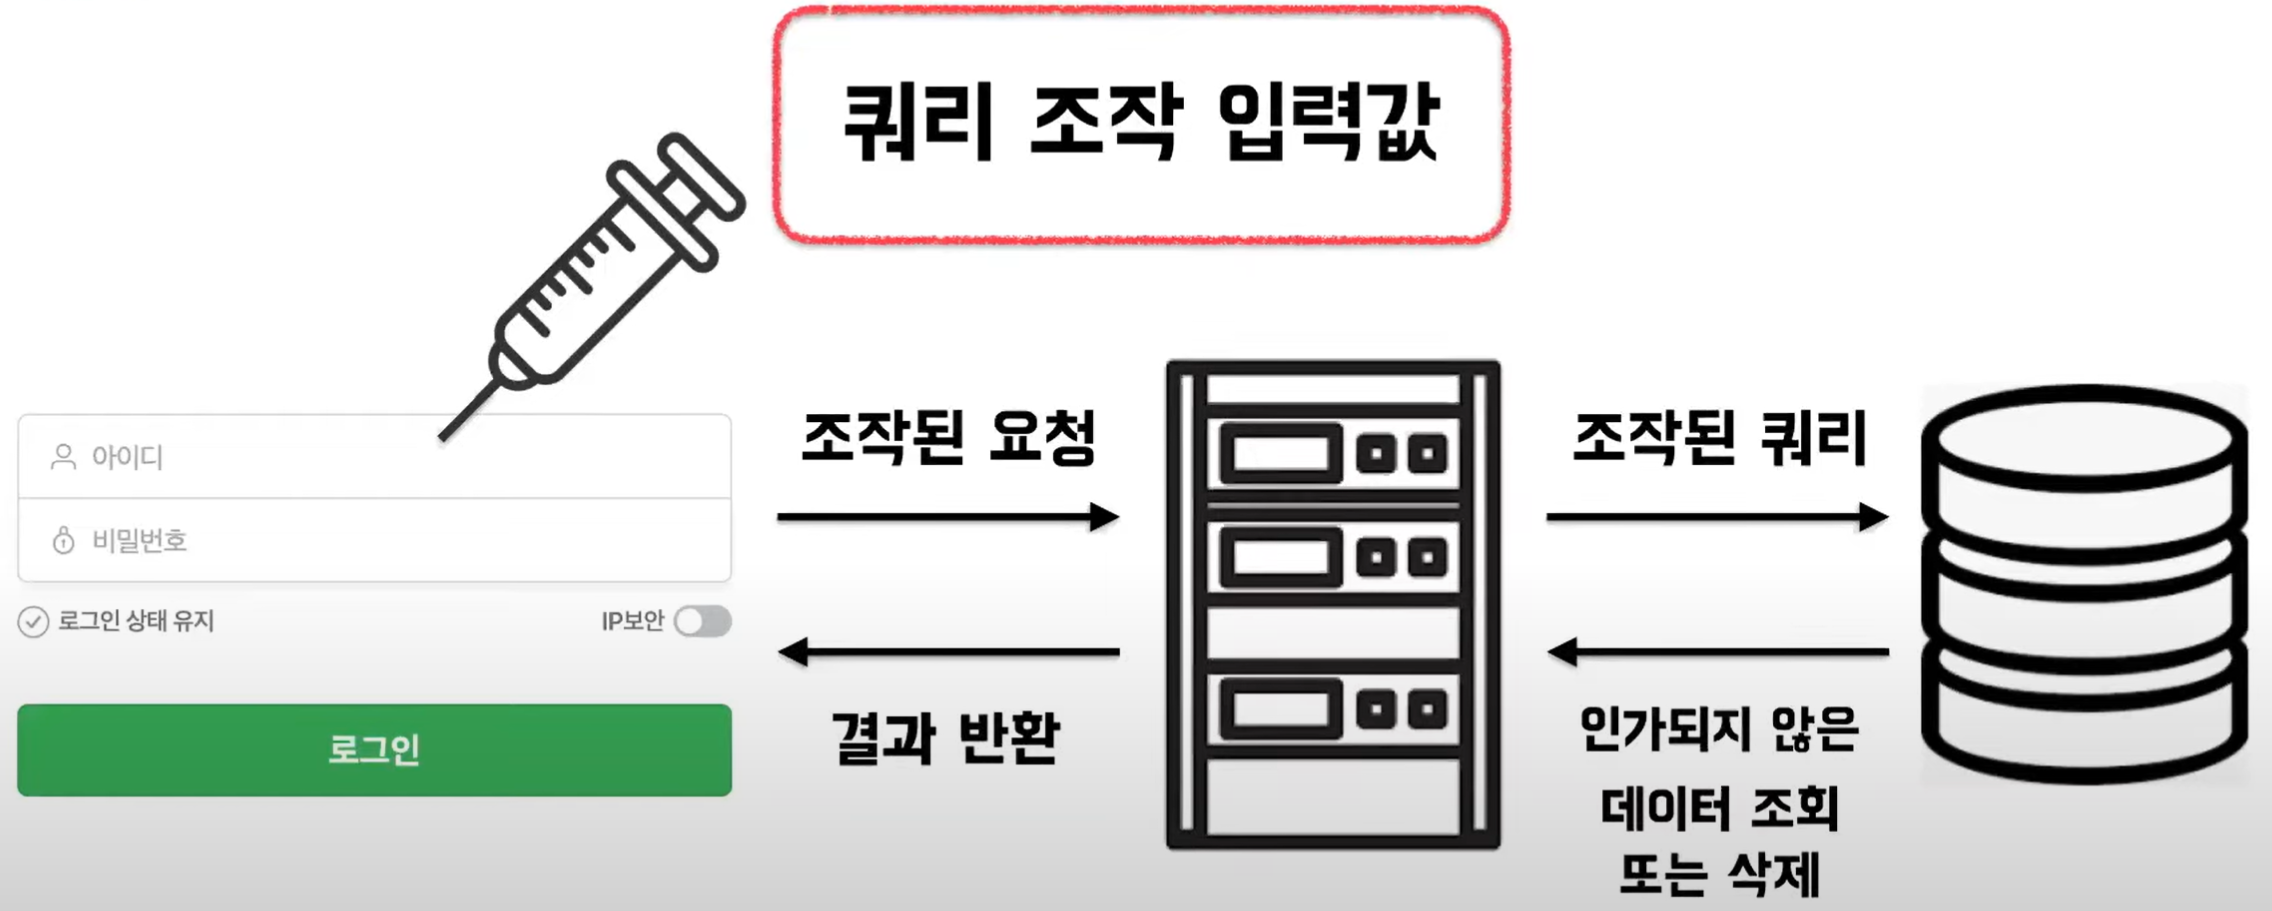 쿼리 조작 입력값
아이디
비밀번호
로그인 상태 유지
IP보안
로그인
조작된 요청
결과 반환
조작된 쿼리
인가되지 않은
데이터 조회
또는 삭제